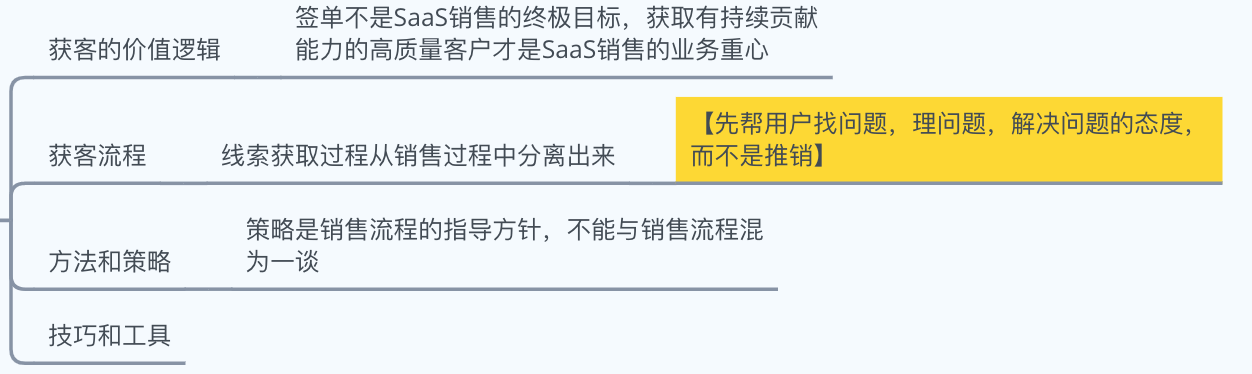 签单不是SaaS销售的终极目标，获取有持续贡献
获客的价值逻辑
能力的高质量客户才是SaaS销售的业务重心
【先帮用户找问题，理问题，解决问题的态度，
获客流程
线索获取过程从销售过程中分离出来
而不是推销】
策略是销售流程的指导方针，不能与销售流程混
方法和策略
为一谈
技巧和工具